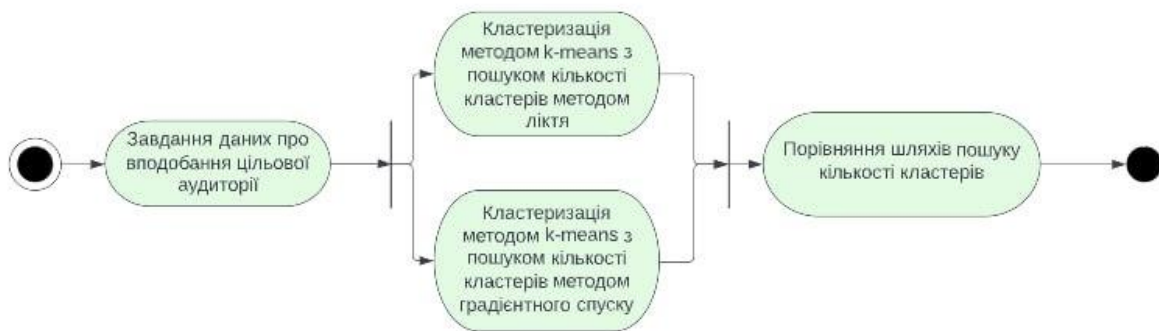 Кластеризація
методом k-means з
пошуком кількості
кластерів методом
ліктя
Завдання даних про
вподобання цільової
аудиторії
Порівняння шляхів пошуку
кількості кластерів
Кластеризація
методом k-means з
пошуком кількості
кластерів методом
градієнтного спуску